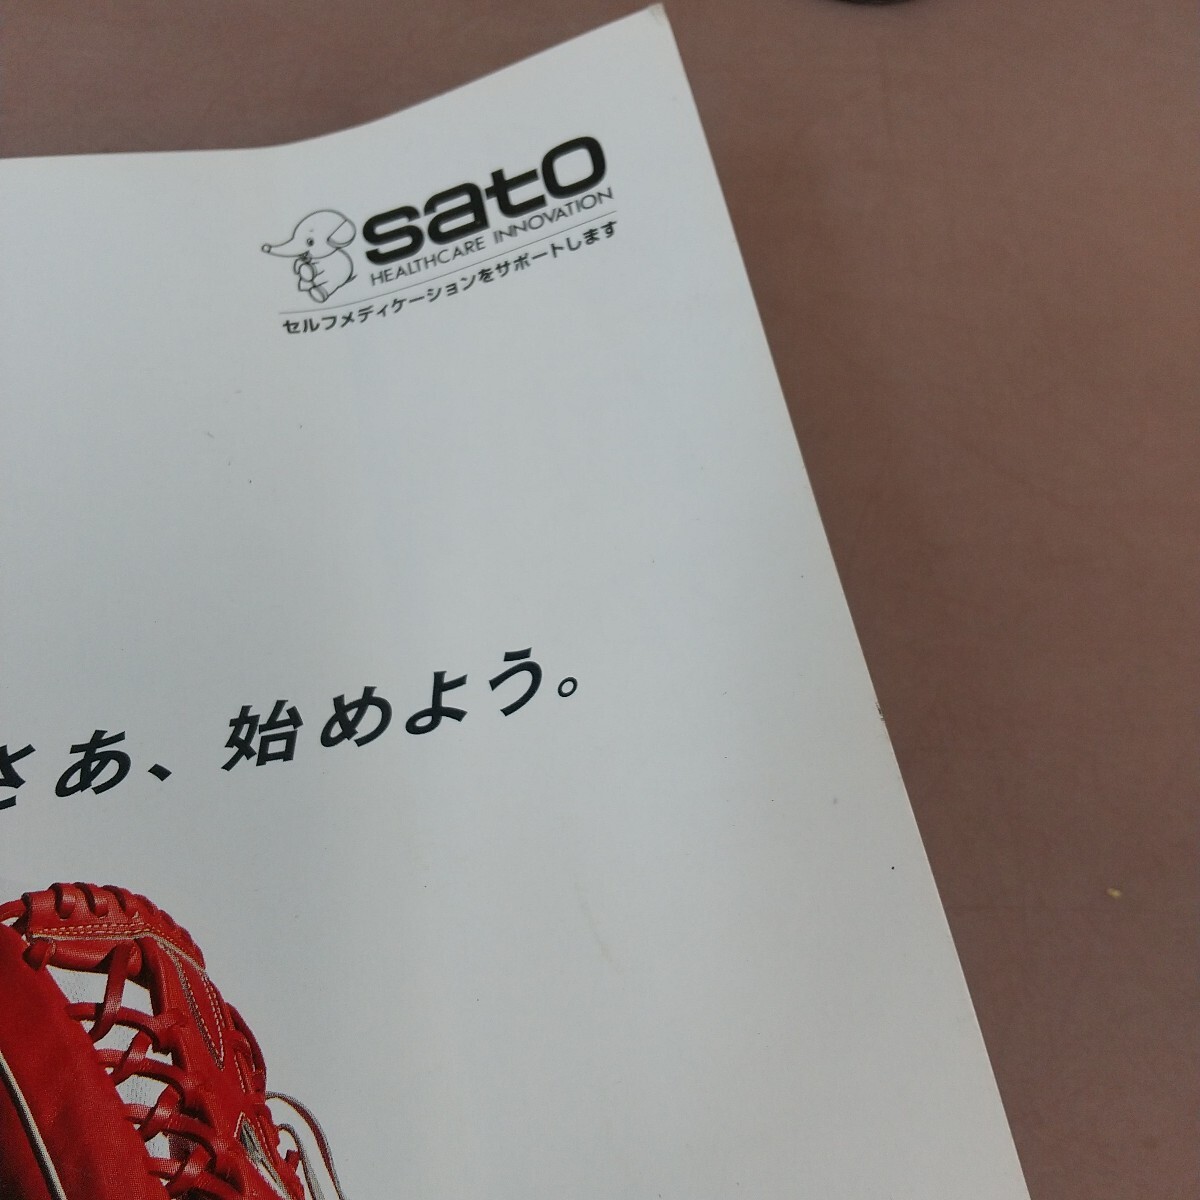 sato
HEALTHCARE INNOVATION
セルフメディケーションをサポートします
さあ、始めよう。